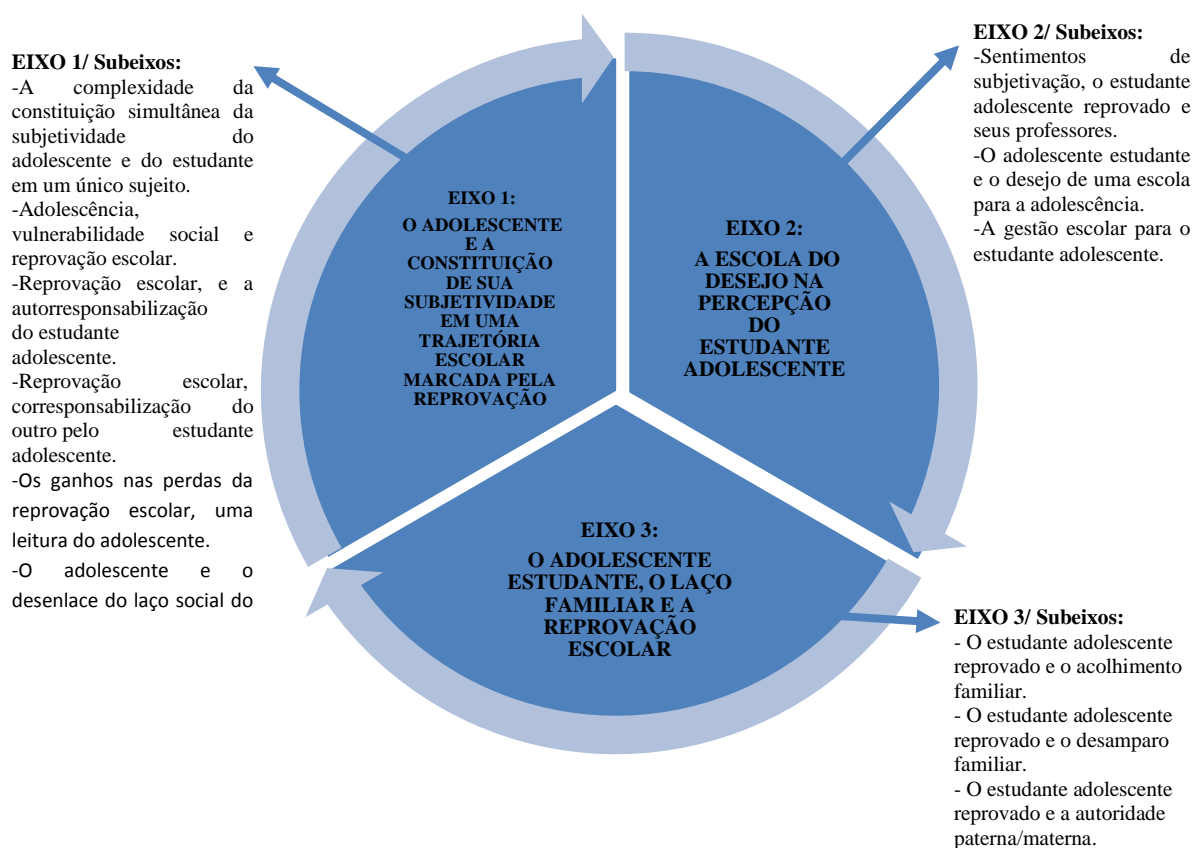 EIXO 1/ Subeixos:
-A complexidade da
constituição simultânea da
subjetividade do
adolescente e do estudante
em um único sujeito.
-Adolescência,
vulnerabilidade social e
reprovação escolar.
-Reprovação escolar, e a
autorresponsabilização
do estudante
adolescente.
-Reprovação escolar,
corresponsabilização do
outro pelo estudante
adolescente.
-Os ganhos nas perdas da
reprovação escolar, uma
leitura do adolescente.
-O adolescente e o
desenlace do laço social do
EIXO 1:
O ADOLESCENTE
E A
CONSTITUIÇÃO
DE SUA
SUBJETIVIDADE
EM UMA
TRAJETÓRIA
ESCOLAR
MARCADA PELA
REPROVAÇÃO
EIXO 2:
A ESCOLA DO
DESEJO NA
PERCEPÇÃO
DO
ESTUDANTE
ADOLESCENTE
EIXO 2/ Subeixos:
-Sentimentos de
subjetivação, o estudante
adolescente reprovado e
seus professores.
-O adolescente estudante
e o desejo de uma escola
para a adolescência.
-A gestão escolar para o
estudante adolescente.
EIXO 3:
O ADOLESCENTE
ESTUDANTE, O LAÇO
FAMILIAR E A
REPROVAÇÃO
ESCOLAR
EIXO 3/ Subeixos:
- O estudante adolescente
reprovado e o acolhimento
familiar.
- O estudante adolescente
reprovado e o desamparo
familiar.
- O estudante adolescente
reprovado e a autoridade
paterna/materna.